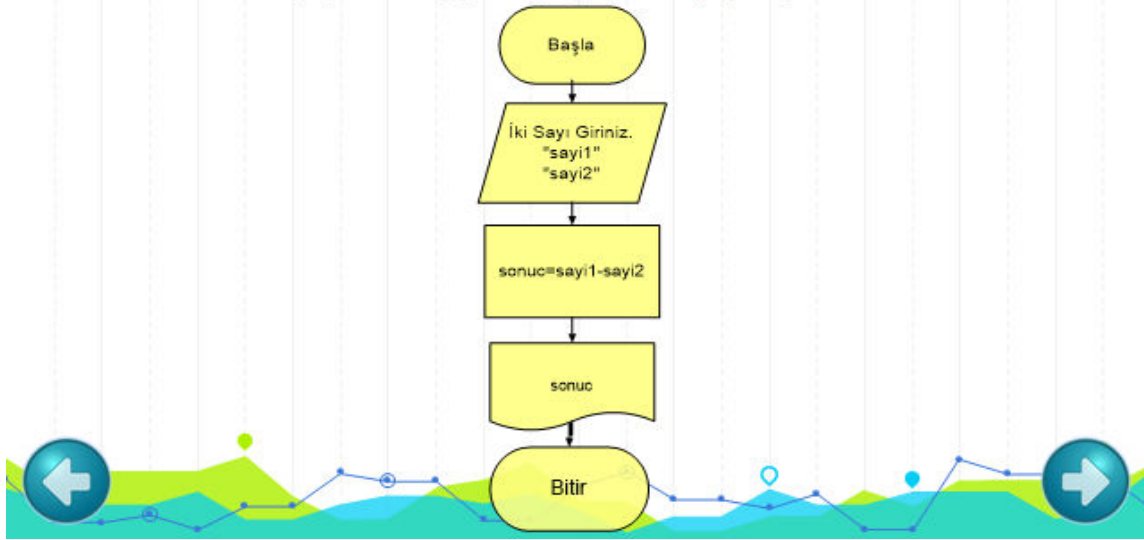 Başla
İki Sayı Giriniz.
"sayi1"
"sayi2"
sonuc=sayi1-sayi2
sonuc
Bitir